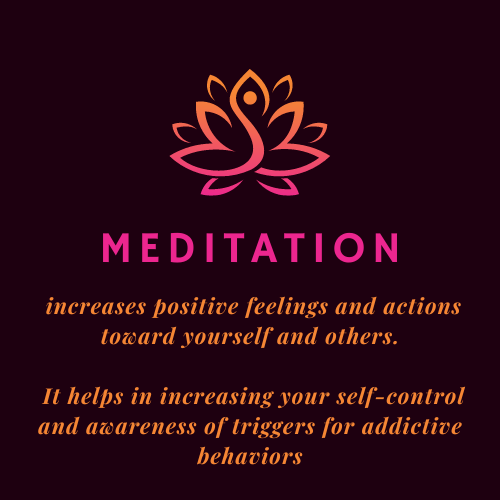 MEDITATION
increases positive feelings and actions
toward yourself and others.
It helps in increasing your self-control
and awareness of triggers for addictive
behaviors